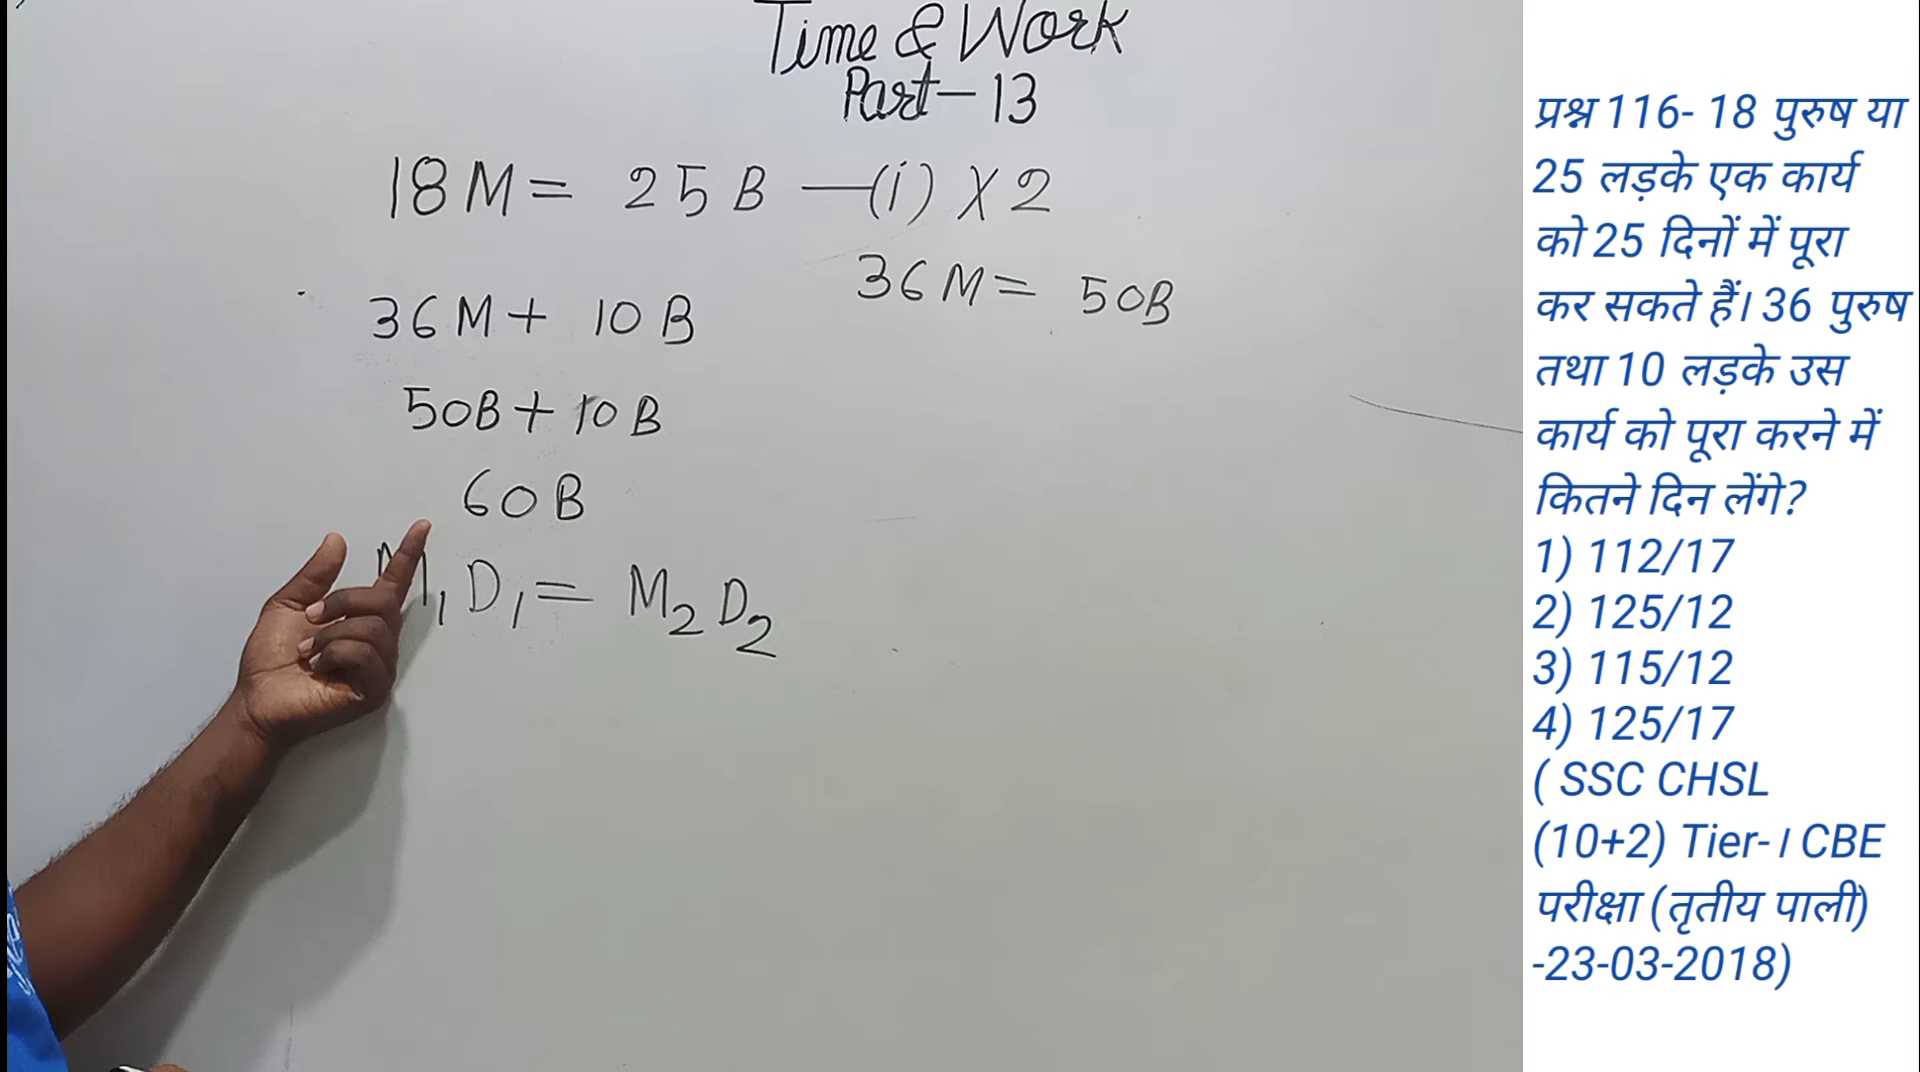 Time & Work
Part-13
18M = 25B —(i) X 2
36M = 50B
36M + 10B
50B + 10B
60B
M₁D₁ = M₂D₂
प्रश्न 116- 18 पुरुष या
25 लड़के एक कार्य
को 25 दिनों में पूरा
कर सकते हैं। 36 पुरुष
तथा 10 लड़के उस
कार्य को पूरा करने में
कितने दिन लेंगे?
1) 112/17
2) 125/12
3) 115/12
4) 125/17
( SSC CHSL
(10+2) Tier-। CBE
परीक्षा (तृतीय पाली)
-23-03-2018)